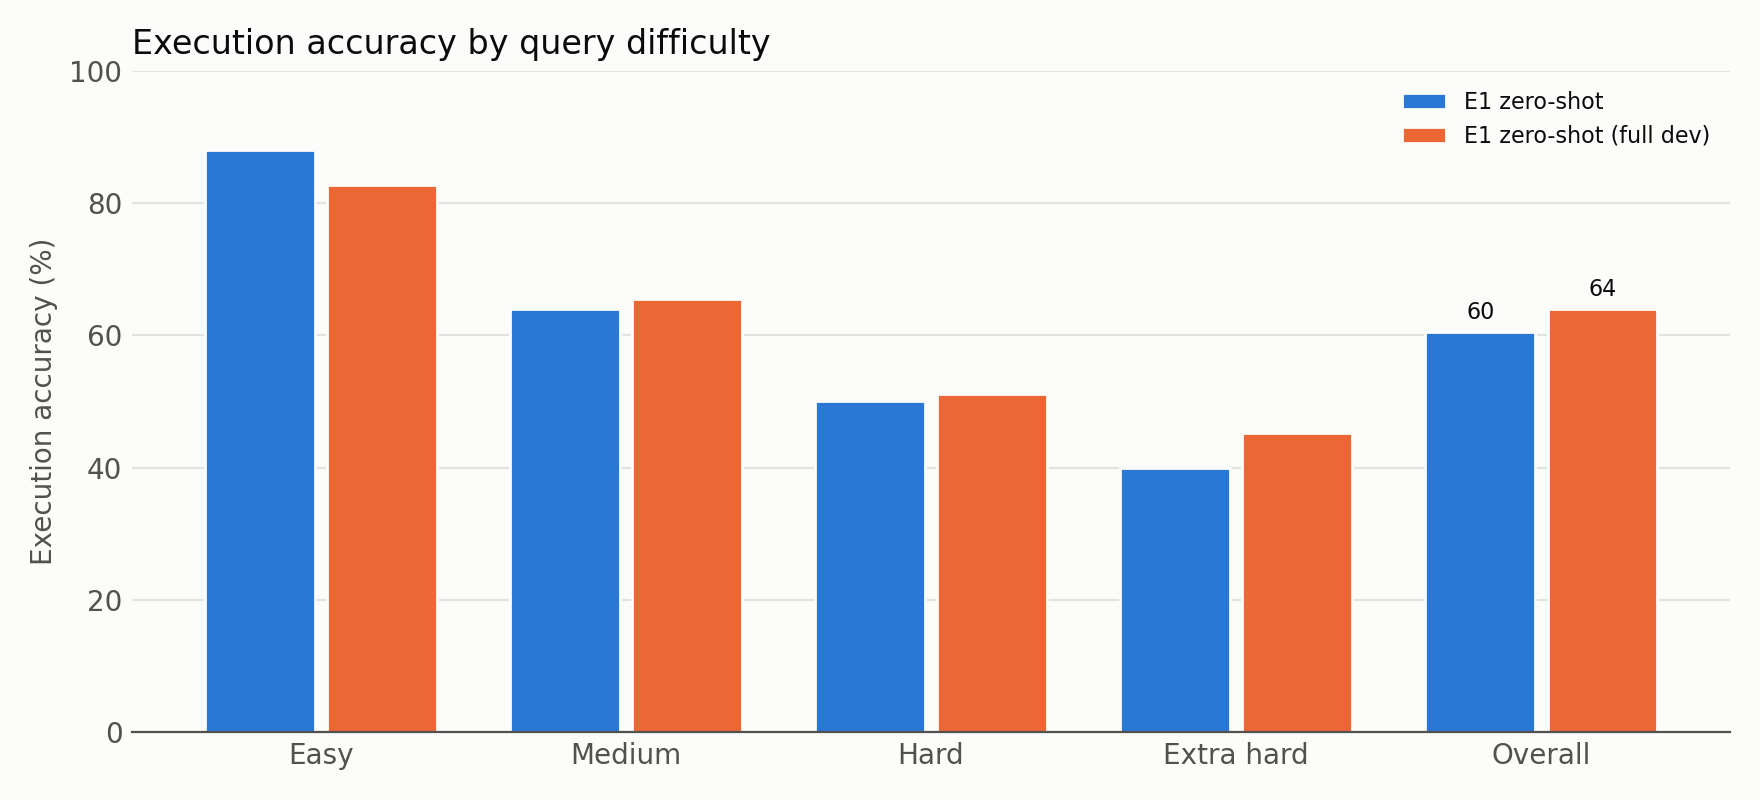 Execution accuracy by query difficulty
E1 zero-shot
E1 zero-shot (full dev)
Execution accuracy (%)
100
80
60
40
20
0
60
64
Easy
Medium
Hard
Extra hard
Overall